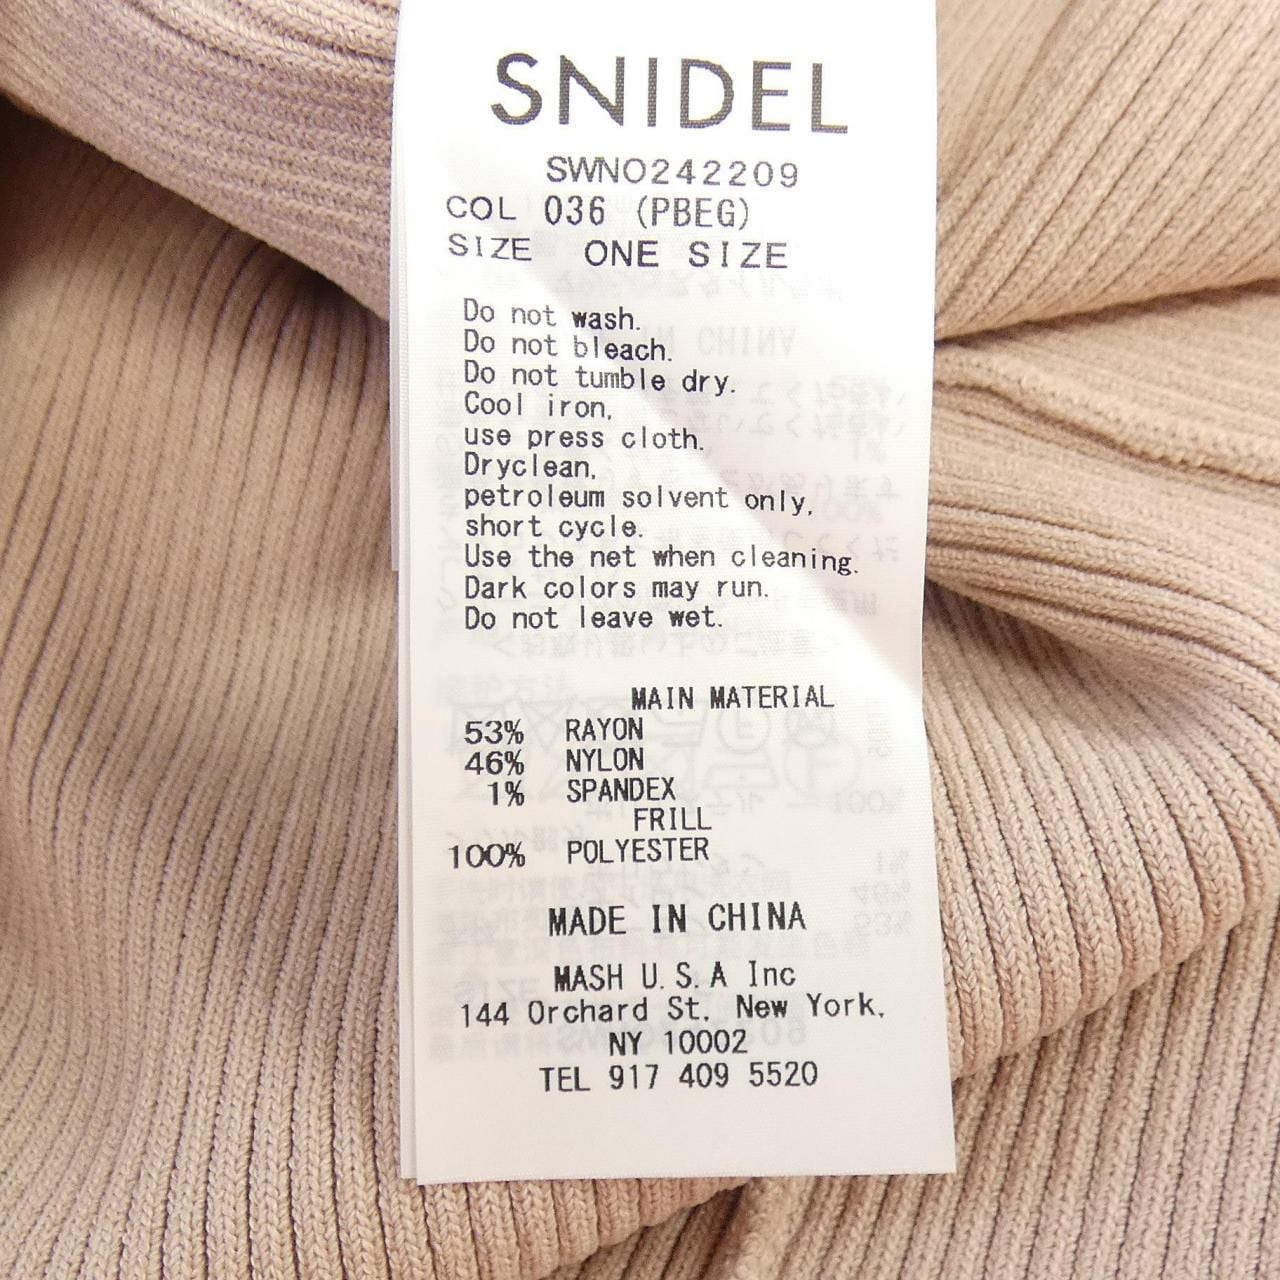 SNIDEL
SWNO242209
COL 036 (PBEG)
SIZE ONE SIZE
Do not wash.
Do not bleach.
Do not tumble dry.
Cool iron,
use press cloth.
Dryclean,
petroleum solvent only,
short cycle.
Use the net when cleaning.
Dark colors may run.
Do not leave wet.
MAIN MATERIAL
53% RAYON
46% NYLON
1% SPANDEX
FRILL
100% POLYESTER
MADE IN CHINA
MASH U.S.A Inc
144 Orchard St, New York,
NY 10002
TEL 917 409 5520